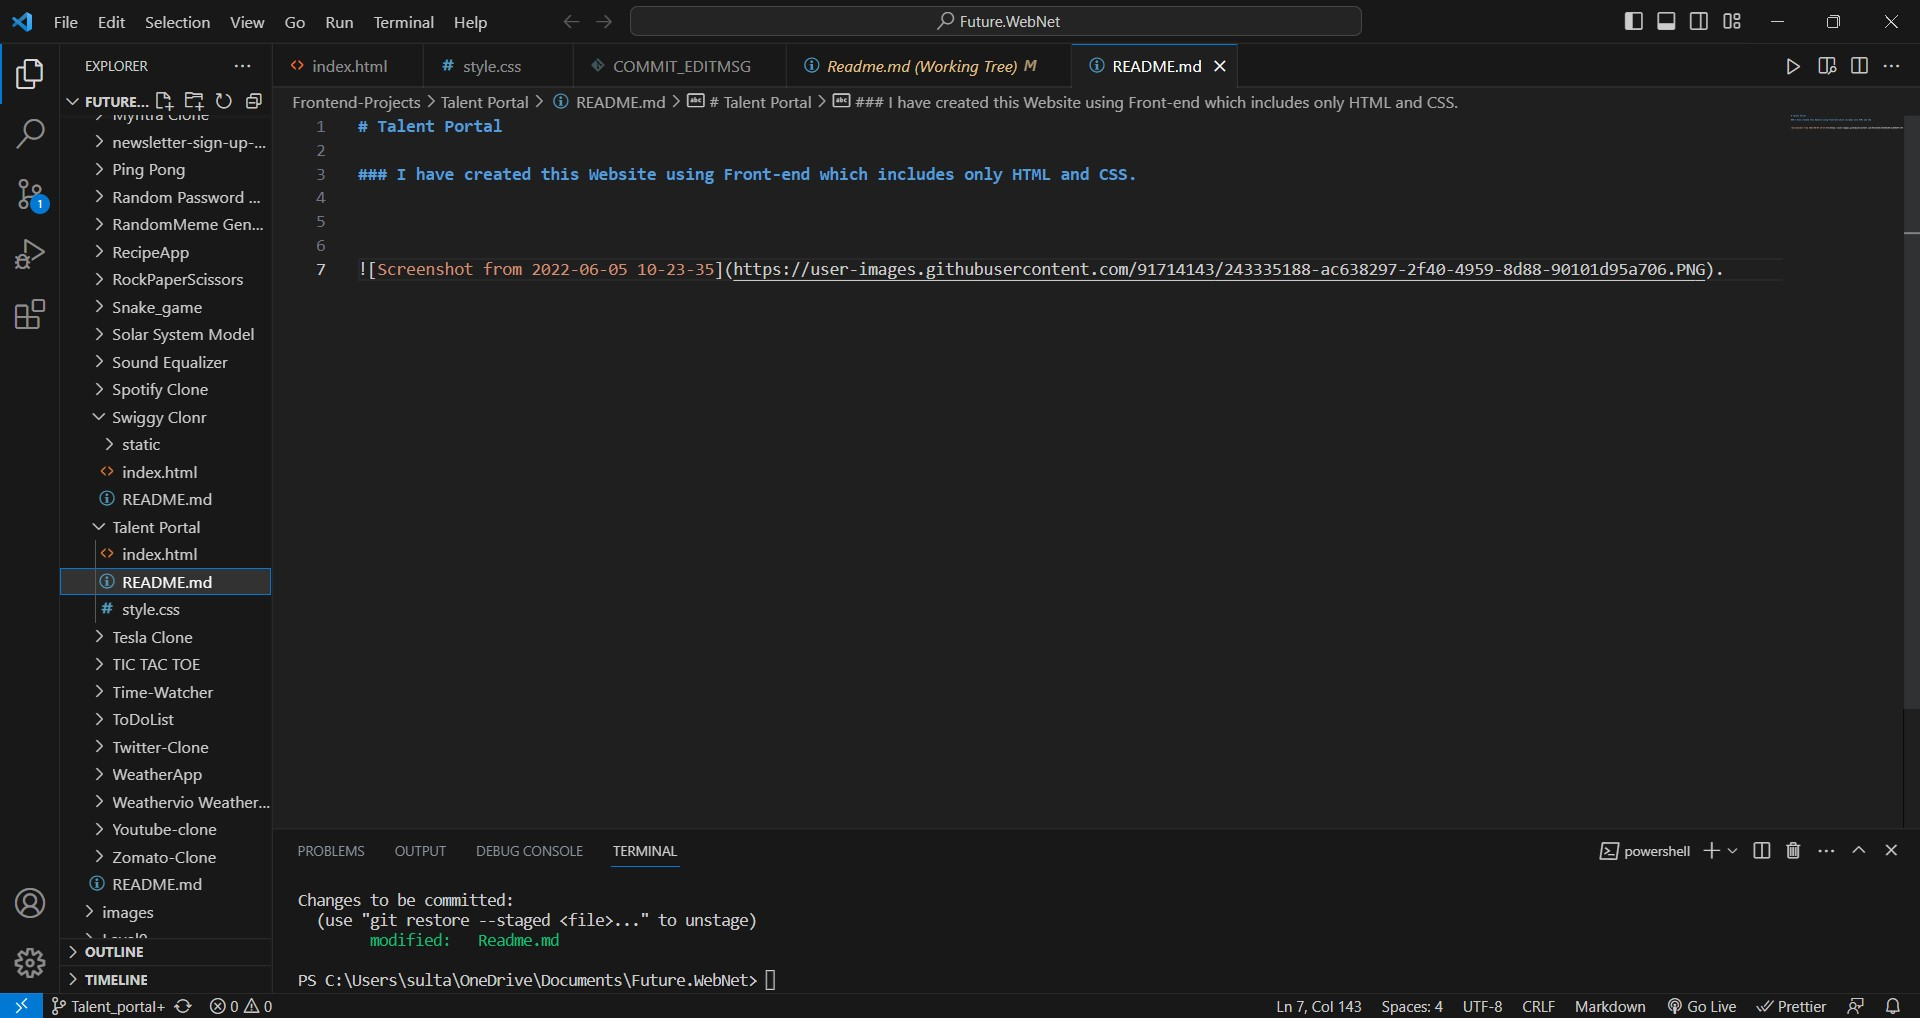 File Edit Selection View Go Run Terminal Help
Future.WebNet
EXPLORER
index.html
style.css
COMMIT_EDITMSG
Readme.md (Working Tree) M
README.md
FUTURE...
Frontend-Projects > Talent Portal > README.md > # Talent Portal > ### I have created this Website using Front-end which includes only HTML and CSS.
Myntra Clone
newsletter-sign-up-...
Ping Pong
Random Password ...
RandomMeme Gen...
RecipeApp
RockPaperScissors
Snake_game
Solar System Model
Sound Equalizer
Spotify Clone
Swiggy Clonr
static
index.html
README.md
Talent Portal
index.html
README.md
style.css
Tesla Clone
TIC TAC TOE
Time-Watcher
ToDoList
Twitter-Clone
WeatherApp
Weathervio Weather...
Youtube-clone
Zomato-Clone
README.md
images
OUTLINE
TIMELINE
1 # Talent Portal
2
3 ### I have created this Website using Front-end which includes only HTML and CSS.
4
5
6
7 ![Screenshot from 2022-06-05 10-23-35](https://user-images.githubusercontent.com/91714143/243335188-ac638297-2f40-4959-8d88-90101d95a706.PNG).
PROBLEMS OUTPUT DEBUG CONSOLE TERMINAL
powershell
Changes to be committed:
(use "git restore --staged <file>..." to unstage)
modified: Readme.md
PS C:\Users\sulta\OneDrive\Documents\Future.WebNet>
1
Talent_portal+ 0 0
Ln 7, Col 143 Spaces: 4 UTF-8 CRLF Markdown Go Live Prettier